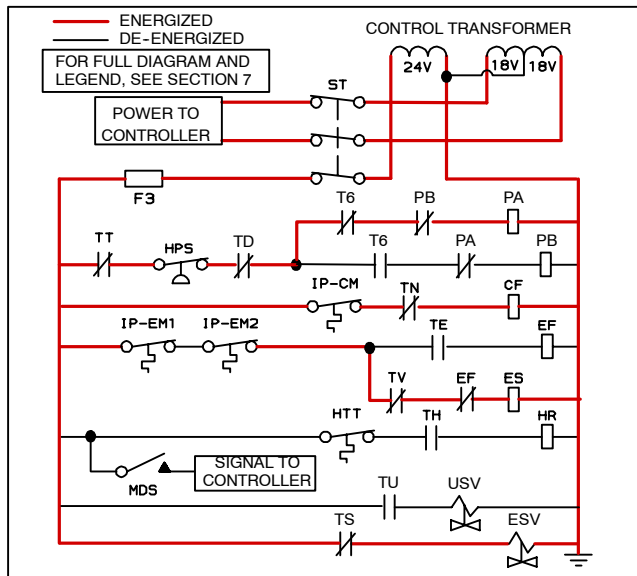 ENERGIZED
DE-ENERGIZED
CONTROL TRANSFORMER
FOR FULL DIAGRAM AND
LEGEND, SEE SECTION 7
24V
18V
18V
ST
POWER TO
CONTROLLER
F3
T6
PB
PA
TT
HPS
TD
T6
PA
PB
IP-CM
TN
CF
IP-EM1
IP-EM2
TE
EF
TV
EF
ES
HTT
TH
HR
MDS
SIGNAL TO
CONTROLLER
TU
USV
TS
ESV